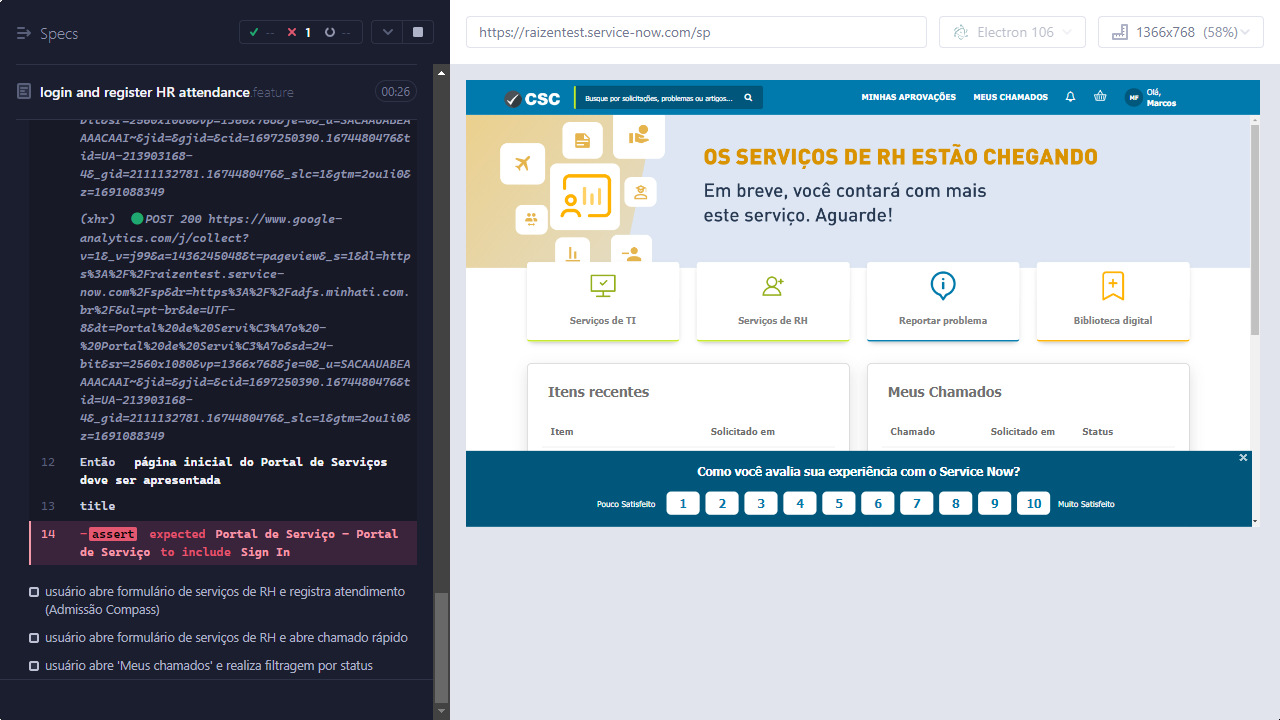 Specs
--
1
--
login and register HR attendance feature
00:26
bit&sr=2560x1080&vp=1366x768&je=0&_u=SACAAUABEA
AAACAAI~&jid=&gjid=&cid=1697250390.1674480476&t
id=UA-213903168-
4&_gid=2111132781.1674480476&_slc=1&gtm=2ou1i0&
z=1691088349
(xhr) POST 200 https://www.google-
analytics.com/j/collect?
v=1&_v=j99&a=1436245048&t=pageview&_s=1&dl=http
s%3A%2F%2Fraizentest.service-
now.com%2Fsp&dr=https%3A%2F%2Fadfs.minhati.com.
br%2F&ul=pt-br&de=UTF-
8&dt=Portal%20de%20Servi%C3%A7o%20-
%20Portal%20de%20Servi%C3%A7o&sd=24-
bit&sr=2560x1080&vp=1366x768&je=0&_u=SACAAUABEA
AAACAAI~&jid=&gjid=&cid=1697250390.1674480476&t
id=UA-213903168-
4&_gid=2111132781.1674480476&_slc=1&gtm=2ou1i0&
z=1691088349
12 Então página inicial do Portal de Serviços
deve ser apresentada
13 title
14 -assert expected Portal de Serviço - Portal
de Serviço to include Sign In
usuário abre formulário de serviços de RH e registra atendimento
(Admissão Compass)
usuário abre formulário de serviços de RH e abre chamado rápido
usuário abre 'Meus chamados' e realiza filtragem por status
https://raizentest.service-now.com/sp
Electron 106
1366x768 (58%)
CSC
Busque por solicitações, problemas ou artigos...
MINHAS APROVAÇÕES
MEUS CHAMADOS
MF
Olá,
Marcos
OS SERVIÇOS DE RH ESTÃO CHEGANDO
Em breve, você contará com mais
este serviço. Aguarde!
Serviços de TI
Serviços de RH
Reportar problema
Biblioteca digital
Itens recentes
Item Solicitado em
Meus Chamados
Chamado Solicitado em Status
Como você avalia sua experiência com o Service Now?
Pouco Satisfeito 1 2 3 4 5 6 7 8 9 10 Muito Satisfeito